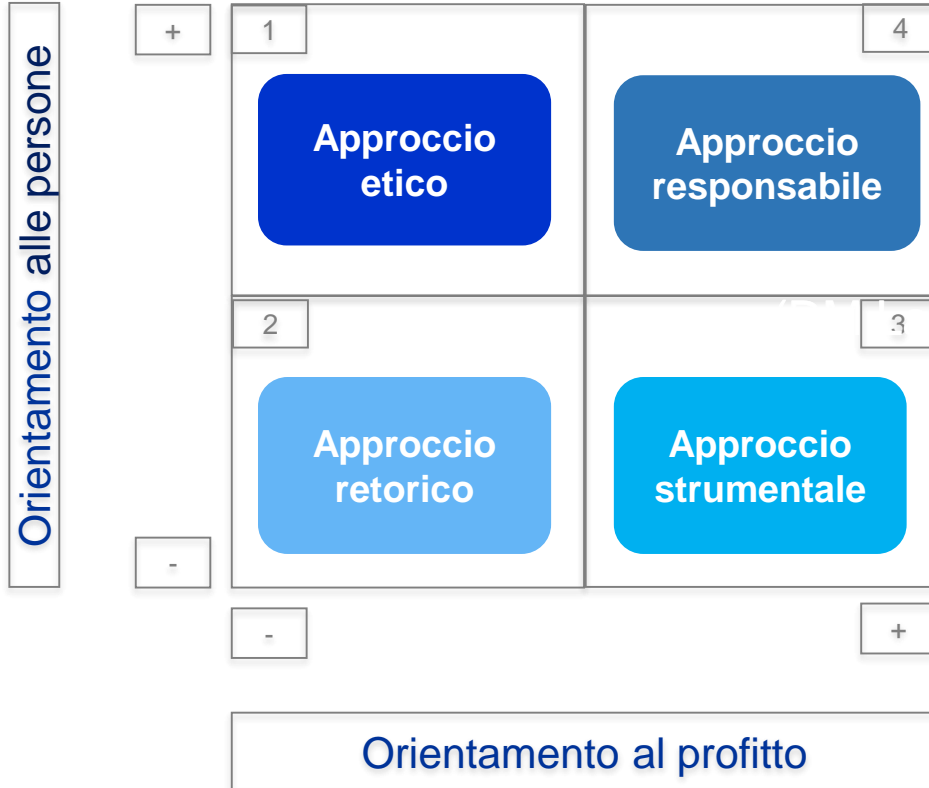 Orientamento alle persone
+
1
4
Approccio
etico
Approccio
responsabile
2
3
Approccio
retorico
Approccio
strumentale
-
-
+
Orientamento al profitto